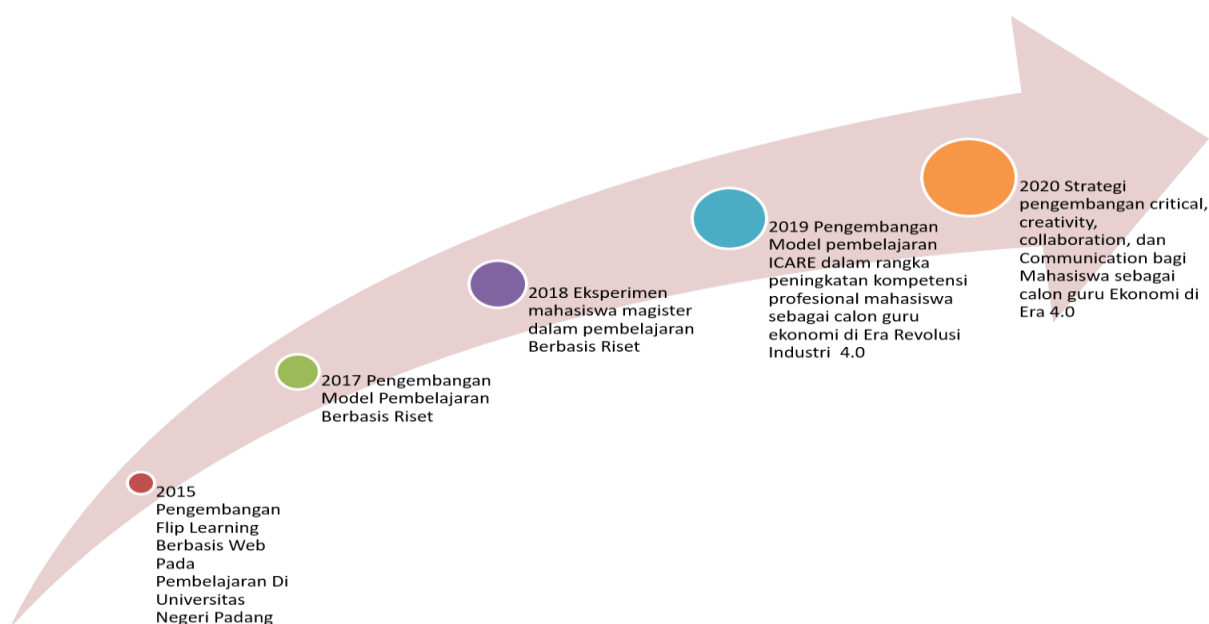 2015
Pengembangan
Flip Learning
Berbasis Web
Pada
Pembelajaran Di
Universitas
Negeri Padang
2017 Pengembangan
Model Pembelajaran
Berbasis Riset
2018 Eksperimen
mahasiswa magister
dalam pembelajaran
Berbasis Riset
2019 Pengembangan
Model pembelajaran
ICARE dalam rangka
peningkatan kompetensi
profesional mahasiswa
sebagai calon guru
ekonomi di Era Revolusi
Industri 4.0
2020 Strategi
pengembangan critical,
creativity,
collaboration, dan
Communication bagi
Mahasiswa sebagai
calon guru Ekonomi di
Era 4.0